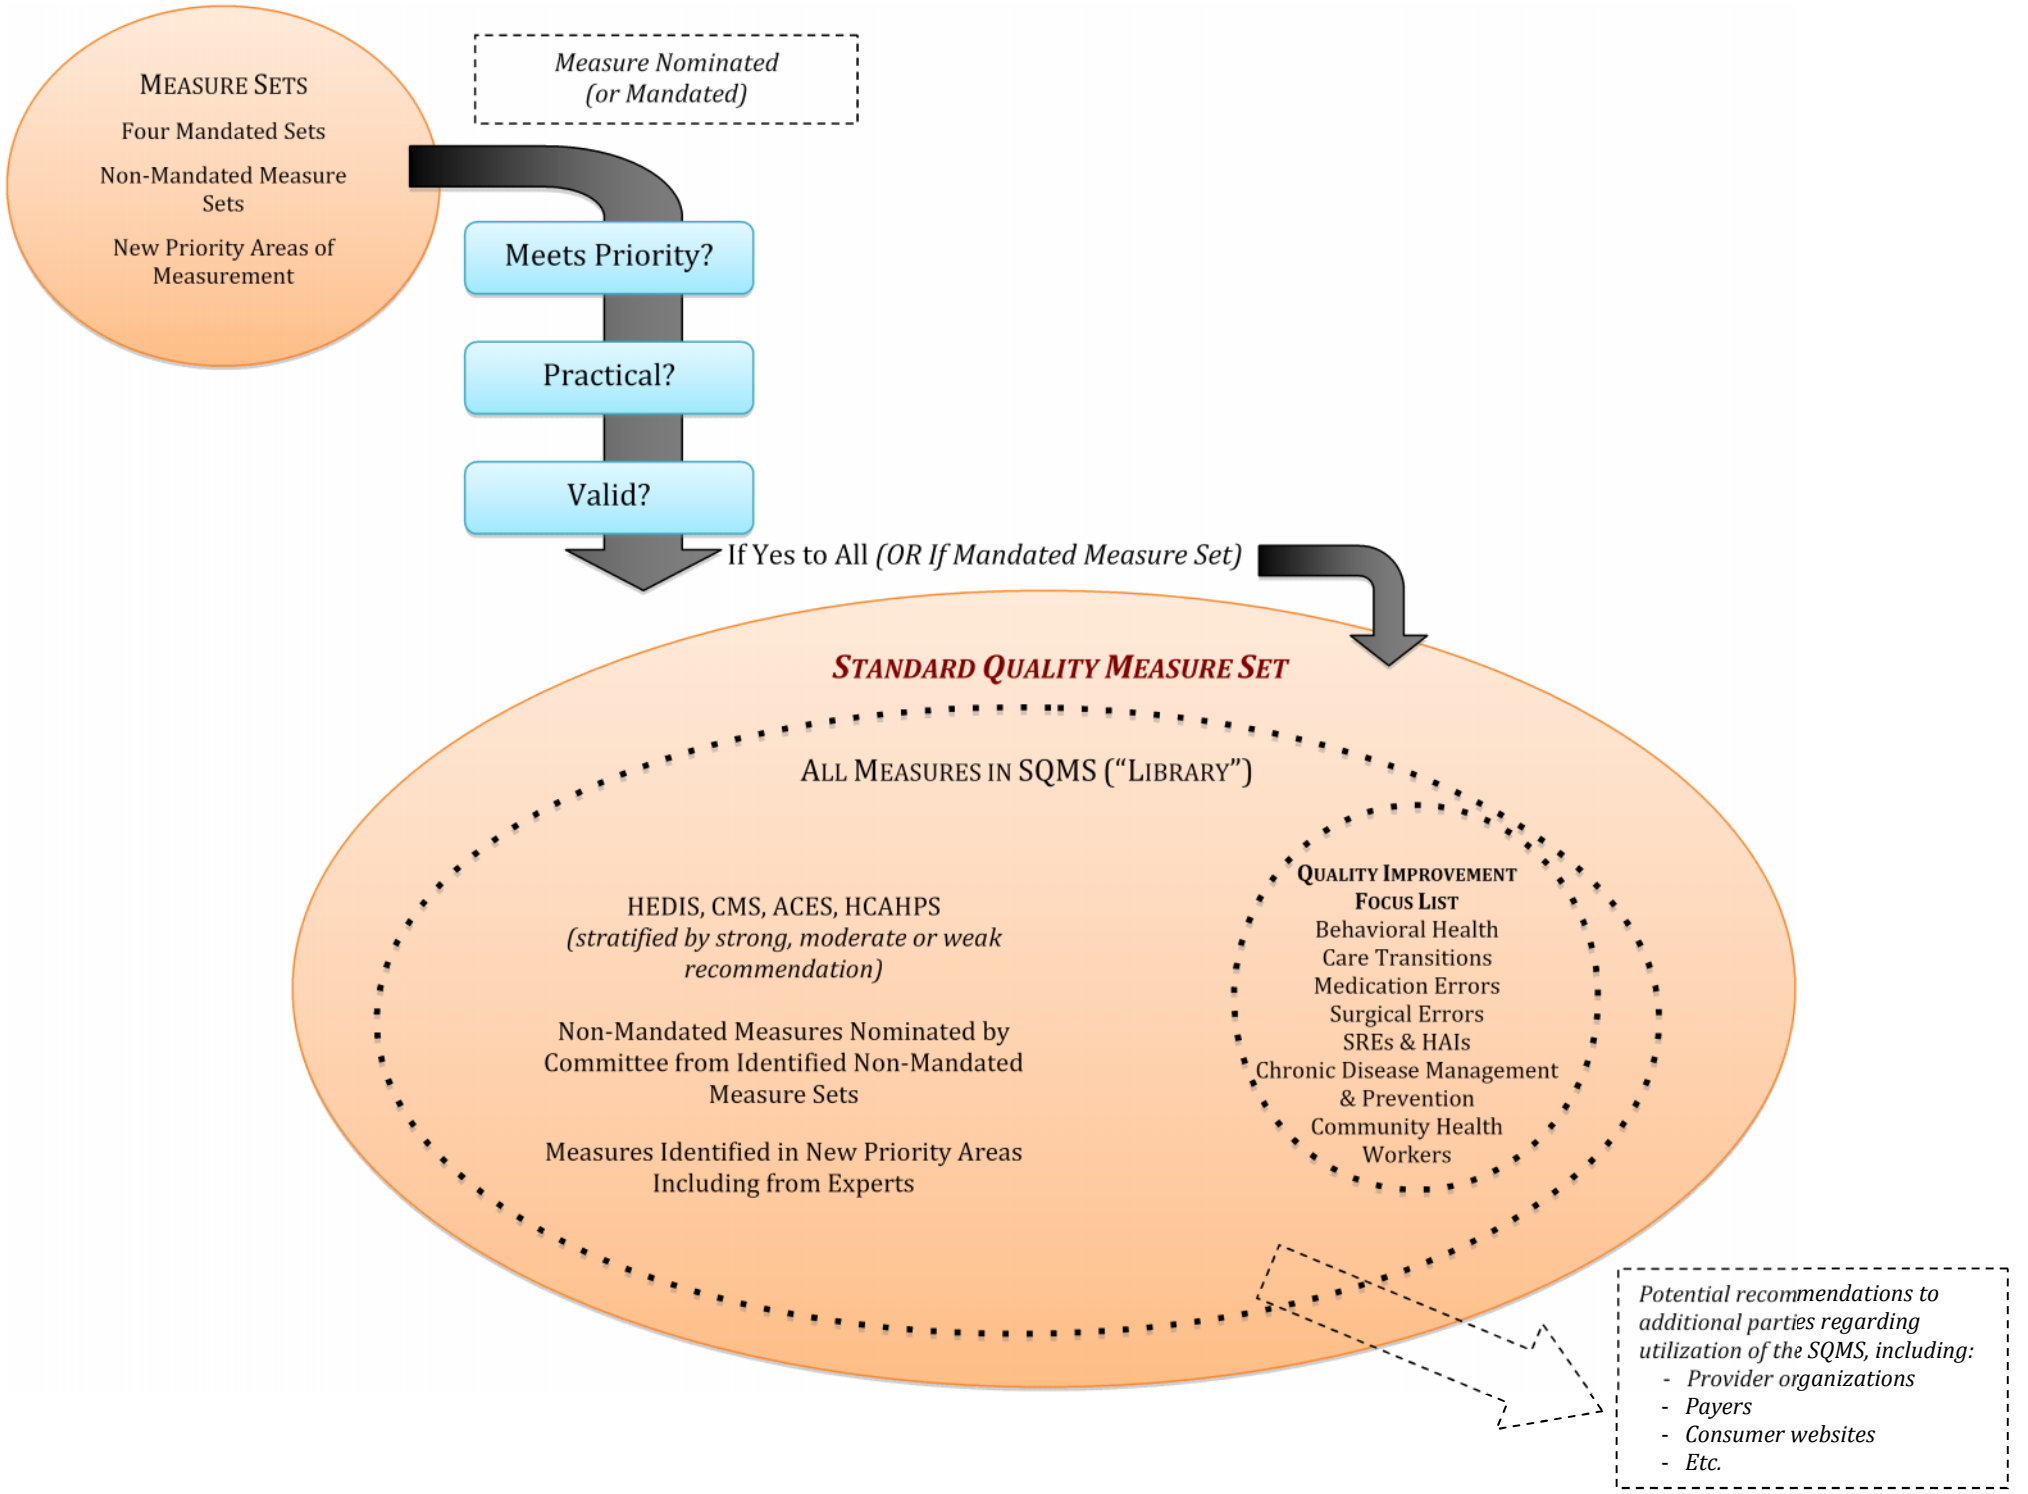 MEASURE SETS
Four Mandated Sets
Non-Mandated Measure
Sets
New Priority Areas of
Measurement
Measure Nominated
(or Mandated)
Meets Priority?
Practical?
Valid?
If Yes to All (OR If Mandated Measure Set)
STANDARD QUALITY MEASURE SET
ALL MEASURES IN SQMS (“LIBRARY”)
HEDIS, CMS, ACES, HCAHPS
(stratified by strong, moderate or weak
recommendation)
Non-Mandated Measures Nominated by
Committee from Identified Non-Mandated
Measure Sets
Measures Identified in New Priority Areas
Including from Experts
QUALITY IMPROVEMENT
FOCUS LIST
Behavioral Health
Care Transitions
Medication Errors
Surgical Errors
SREs & HAIs
Chronic Disease Management
& Prevention
Community Health
Workers
Potential recommendations to
additional parties regarding
utilization of the SQMS, including:
- Provider organizations
- Payers
- Consumer websites
- Etc.